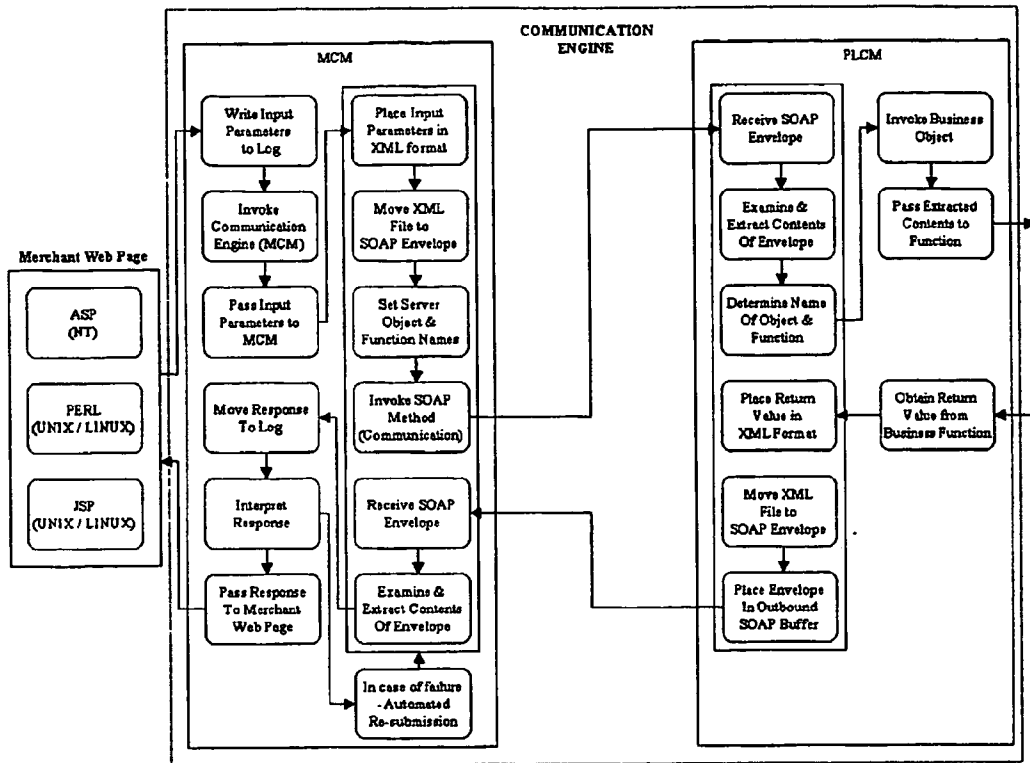 COMMUNICATION
ENGINE
MCM
PLCM
Merchant Web Page
ASP
(NT)
PERL
(UNIX / LINUX)
JSP
(UNIX / LINUX)
Write Input
Parameters
to Log
Invoke
Communication
Engine (MCM)
Pass Input
Parameters to
MCM
Place Input
Parameters in
XML format
Move XML
File to
SOAP Envelope
Set Server
Object &
Function Names
Invoke SOAP
Method
(Communication)
Move Response
To Log
Interpret
Response
Pass Response
To Merchant
Web Page
Receive SOAP
Envelope
Examine &
Extract Contents
Of Envelope
In case of failure
- Automated
Re-submission
Receive SOAP
Envelope
Examine &
Extract Contents
Of Envelope
Determine Name
Of Object &
Function
Invoke Business
Object
Pass Extracted
Contents to
Function
Obtain Return
Value from
Business Function
Place Return
Value in
XML Format
Move XML
File to
SOAP Envelope
Place Envelope
In Outbound
SOAP Buffer